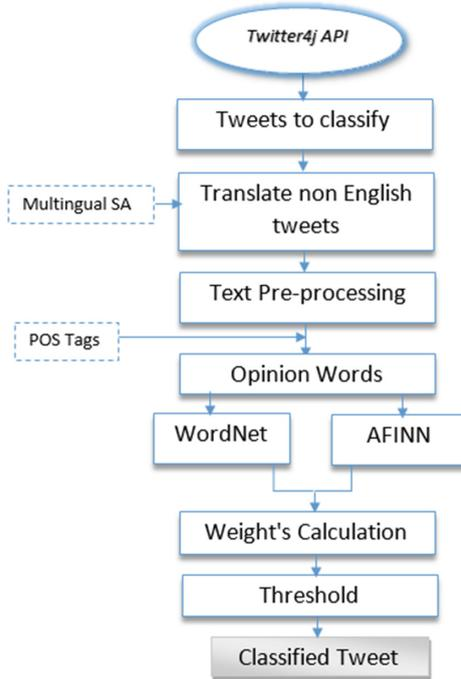 Twitter4j API
Tweets to classify
Multingual SA
Translate non English
tweets
Text Pre-processing
POS Tags
Opinion Words
WordNet
AFINN
Weight's Calculation
Threshold
Classified Tweet